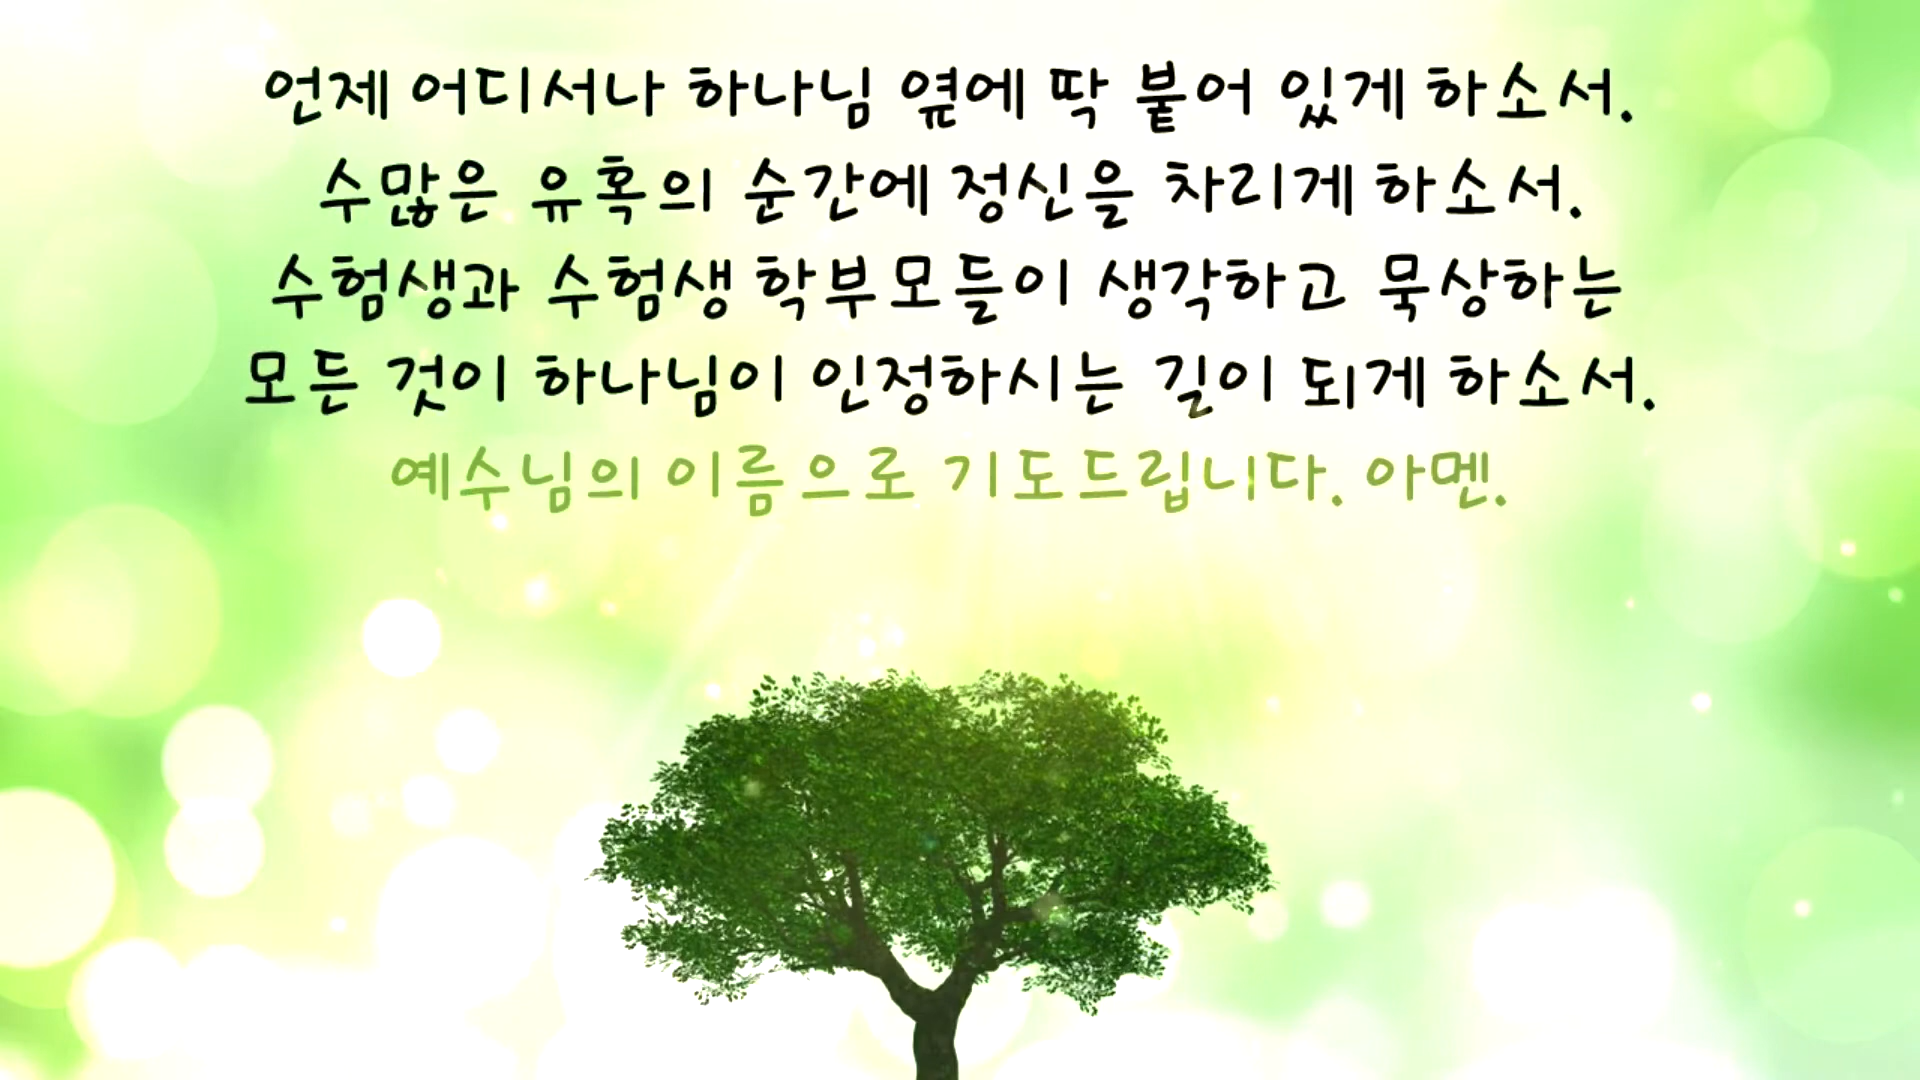 언제 어디서나 하나님 옆에 딱 붙어 있게 하소서.
수많은 유혹의 순간에 정신을 차리게 하소서.
수험생과 수험생 학부모들이 생각하고 묵상하는
모든 것이 하나님이 인정하시는 길이 되게 하소서.
예수님의 이름으로 기도드립니다. 아멘.